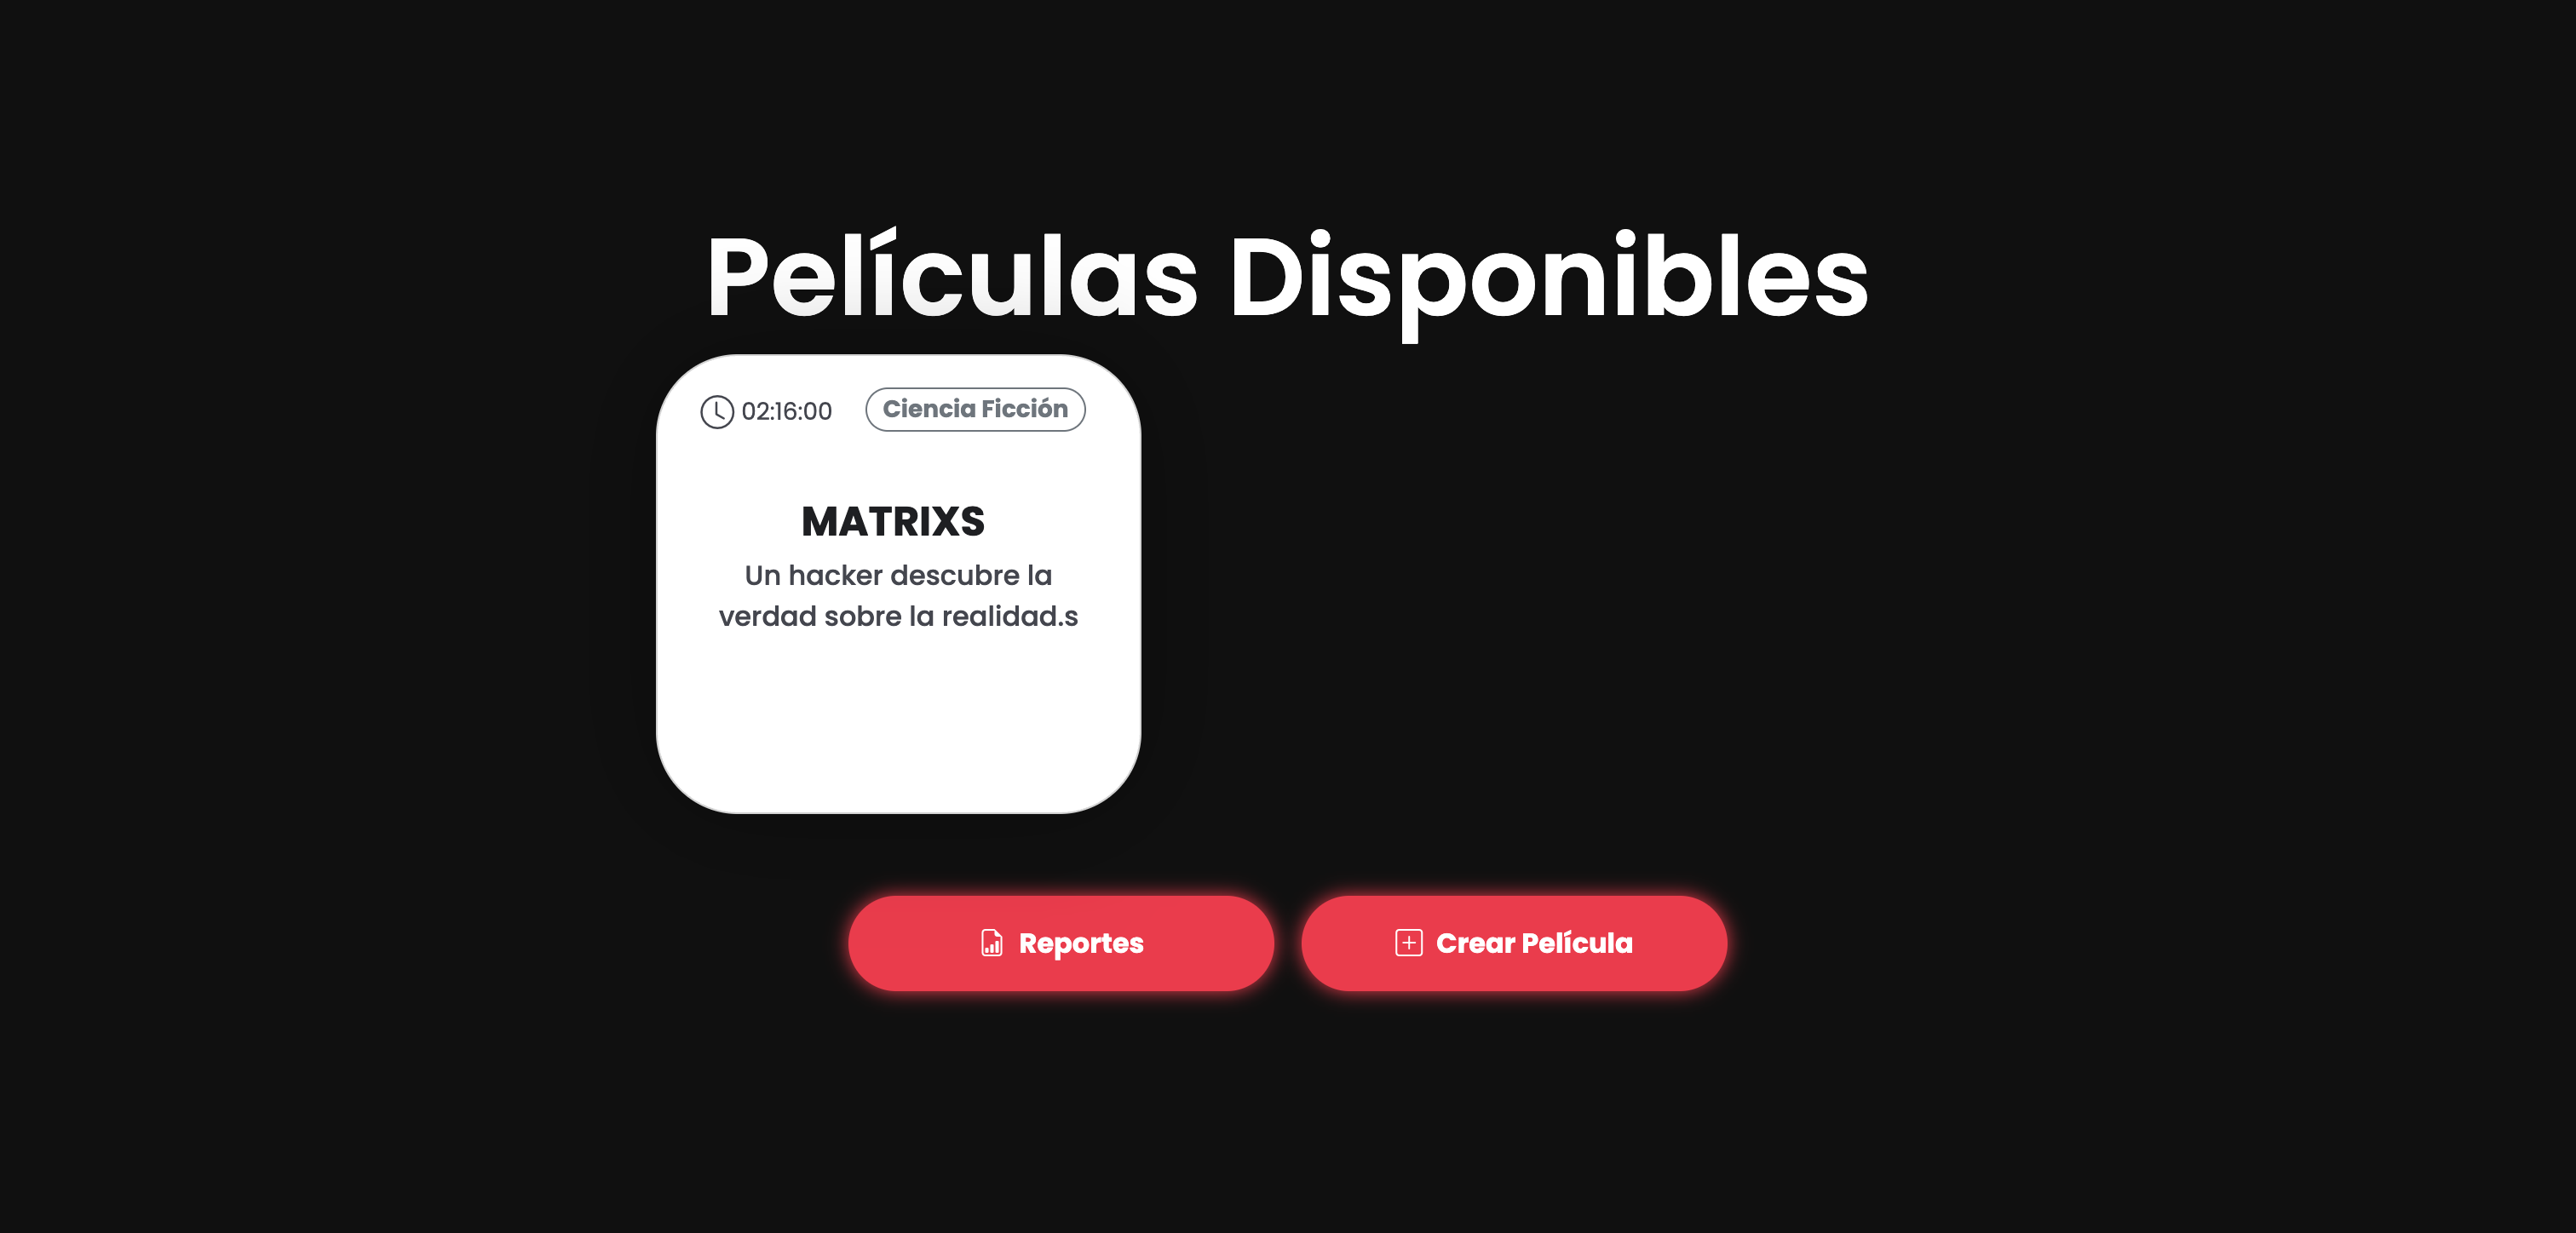 Películas Disponibles
02:16:00 Ciencia Ficción
MATRIXS
Un hacker descubre la
verdad sobre la realidad.s
Reportes Crear Película